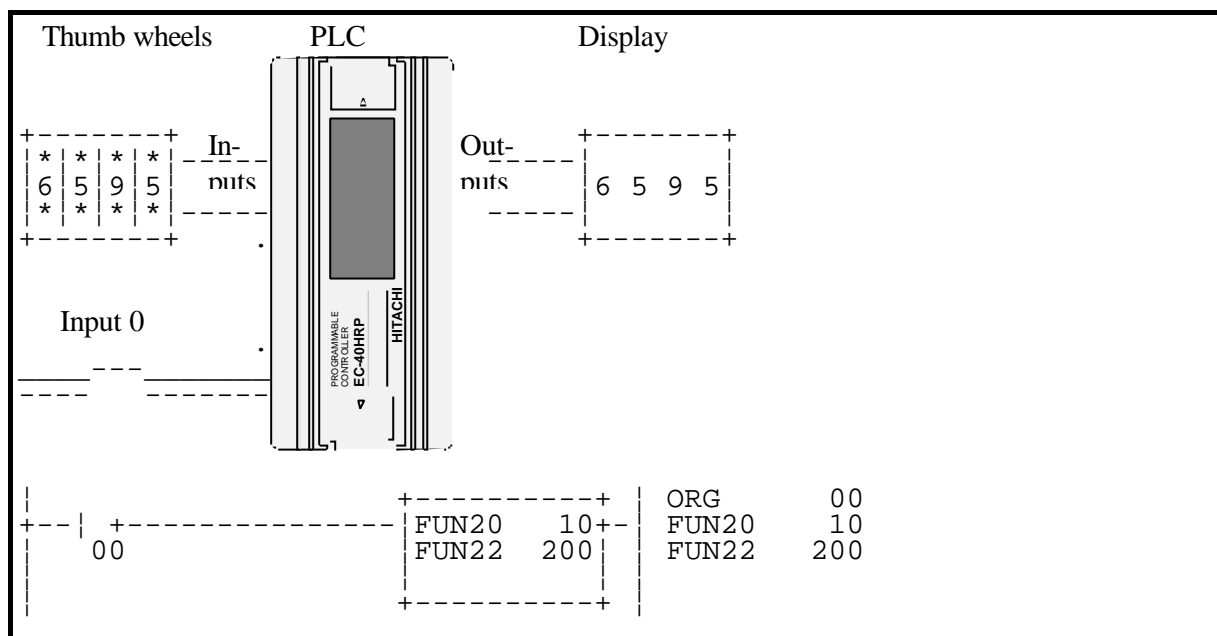 Thumb wheels PLC Display
* * * *
6 5 9 5
* * * *
In-
puts
Out-
puts
6 5 9 5
Input 0
PROGRAMMABLE
CONTROLLER
EC-40HRP
HITACHI
00
FUN20 10
FUN22 200
ORG 00
FUN20 10
FUN22 200